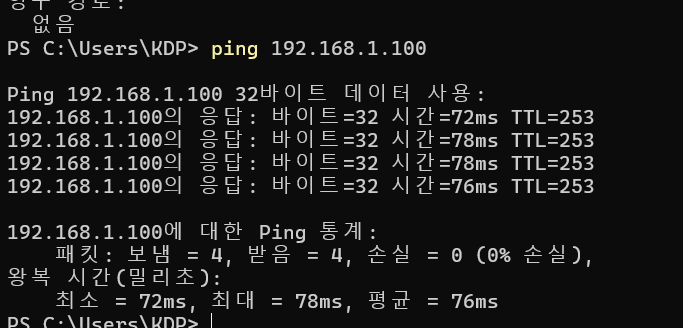 영구 경로:
  없음
PS C:\Users\KDP> ping 192.168.1.100

Ping 192.168.1.100 32바이트 데이터 사용:
192.168.1.100의 응답: 바이트=32 시간=72ms TTL=253
192.168.1.100의 응답: 바이트=32 시간=78ms TTL=253
192.168.1.100의 응답: 바이트=32 시간=78ms TTL=253
192.168.1.100의 응답: 바이트=32 시간=76ms TTL=253

192.168.1.100에 대한 Ping 통계:
    패킷: 보냄 = 4, 받음 = 4, 손실 = 0 (0% 손실),
왕복 시간(밀리초):
    최소 = 72ms, 최대 = 78ms, 평균 = 76ms
PS C:\Users\KDP>